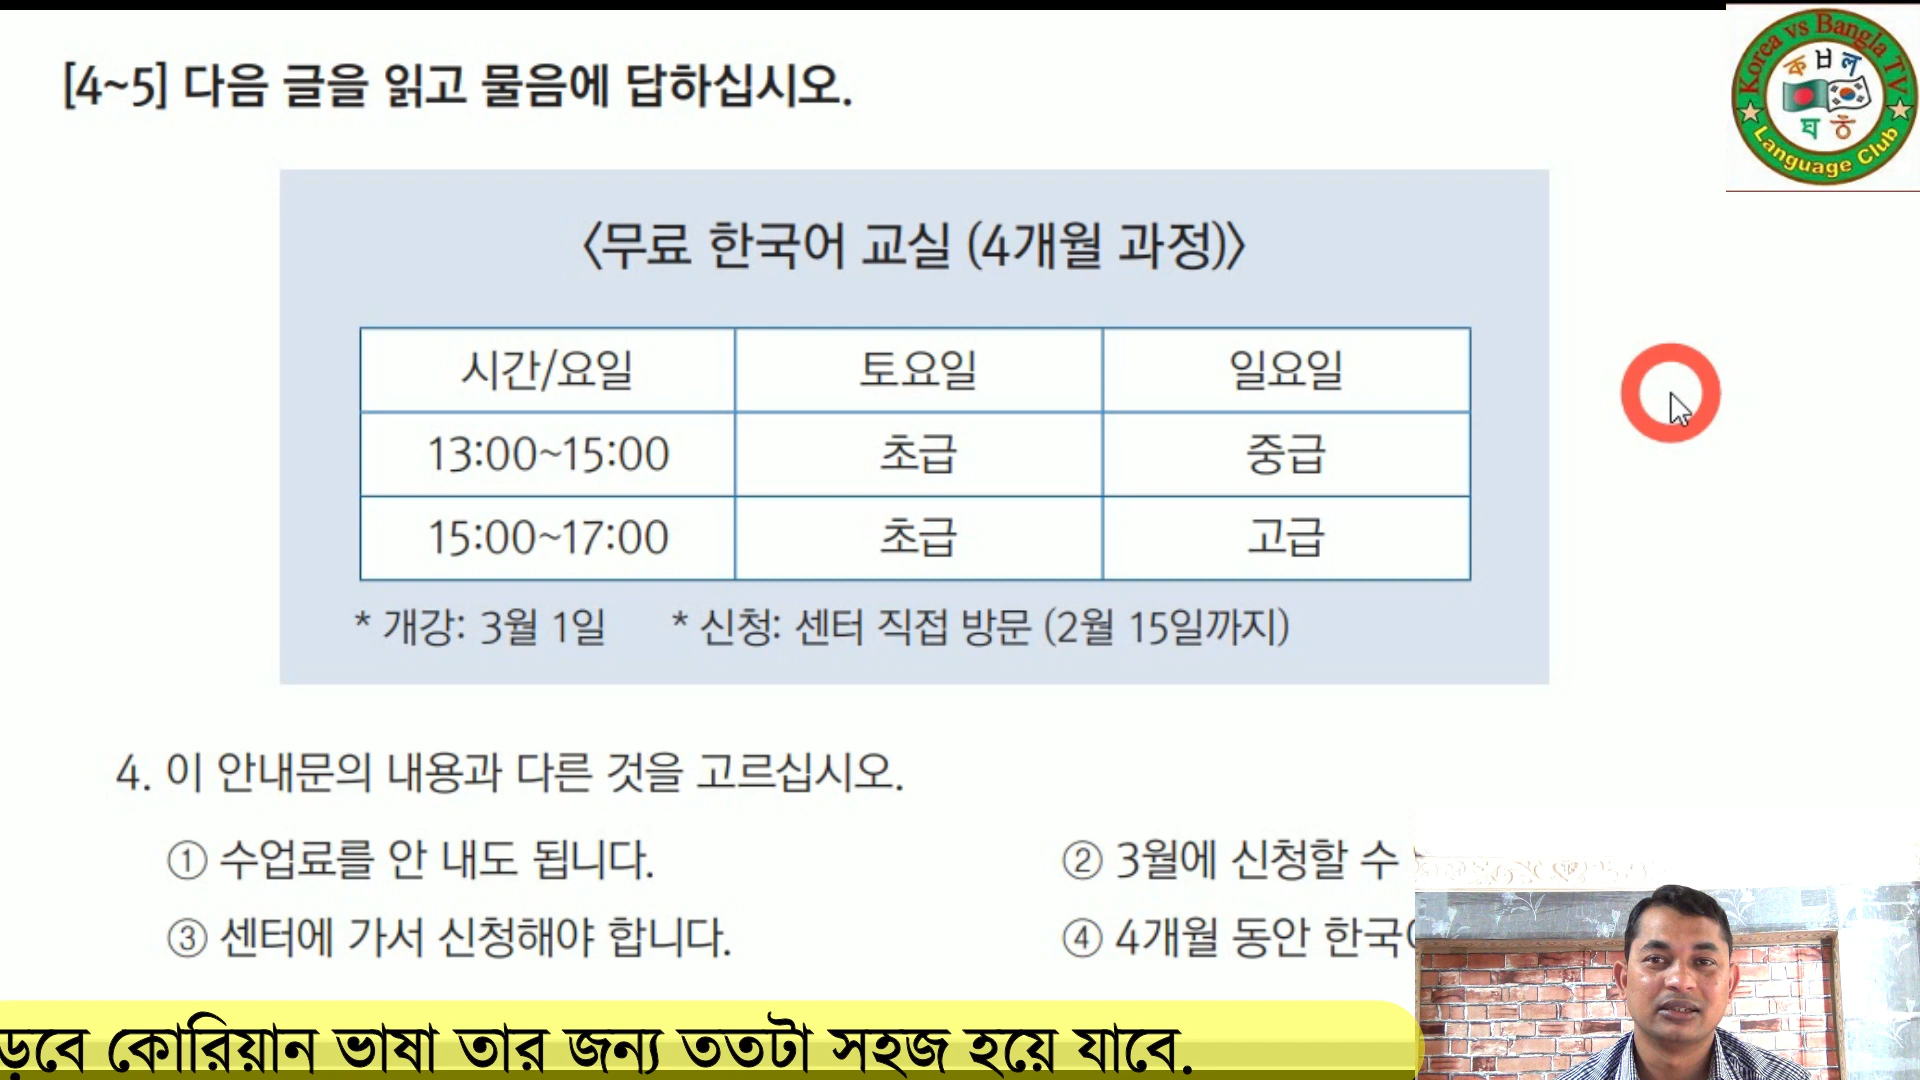 [4~5] 다음 글을 읽고 물음에 답하십시오.
Korea vs Bangla TV
ক ㅂ ল
ঘ ㅎ
Language Club
〈무료 한국어 교실 (4개월 과정)〉
시간/요일 토요일 일요일
13:00~15:00 초급 중급
15:00~17:00 초급 고급
* 개강: 3월 1일 * 신청: 센터 직접 방문 (2월 15일까지)
4. 이 안내문의 내용과 다른 것을 고르십시오.
① 수업료를 안 내도 됩니다. ② 3월에 신청할 수
③ 센터에 가서 신청해야 합니다. ④ 4개월 동안
কোরিয়ান ভাষা তার জন্য ততটা সহজ হয়ে যাবে.